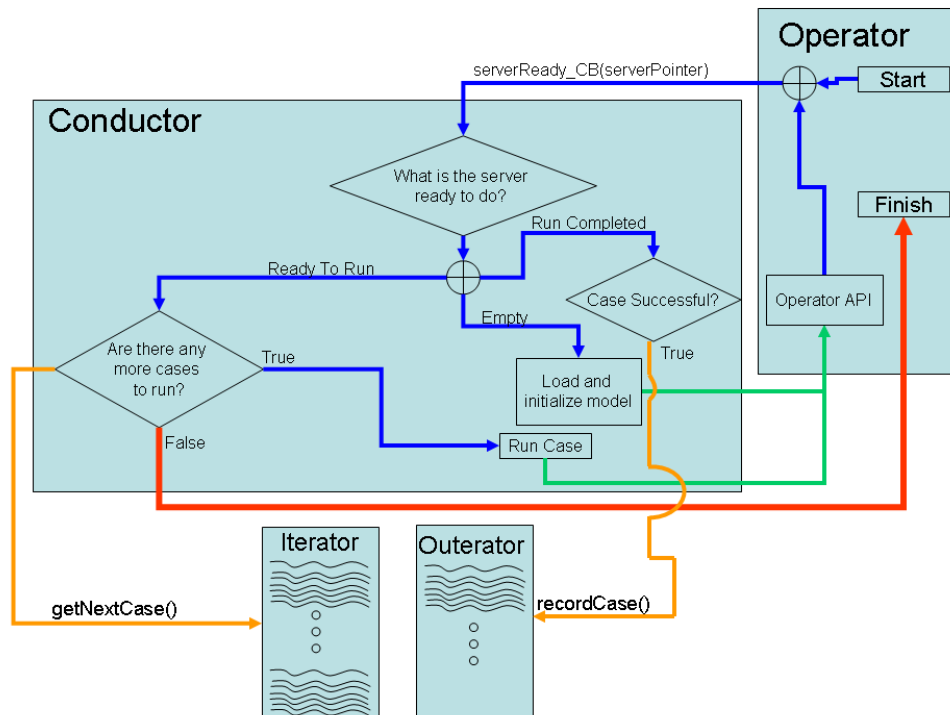 Operator
serverReady_CB(serverPointer)
Start
Conductor
What is the server
ready to do?
Finish
Run Completed
Ready To Run
Case Successful?
Operator API
Empty
Are there any
more cases
to run?
True
True
Load and
initialize model
False
Run Case
Iterator
Outerator
getNextCase()
recordCase()